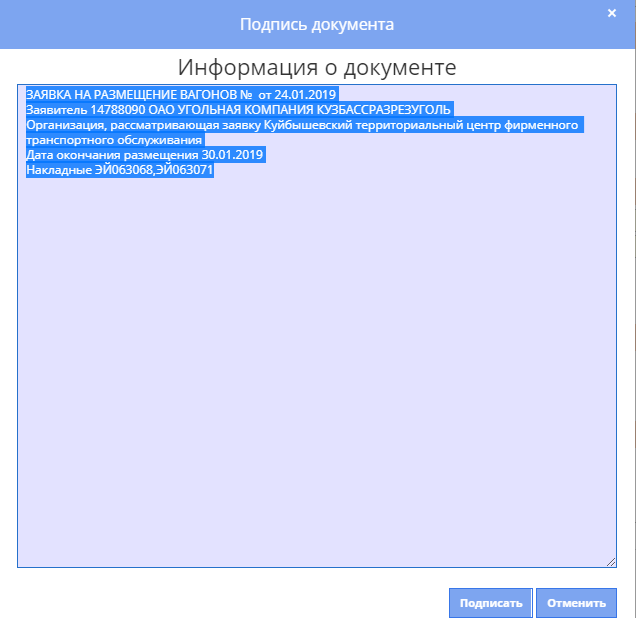 Подпись документа
×
Информация о документе
ЗАЯВКА НА РАЗМЕЩЕНИЕ ВАГОНОВ №  от 24.01.2019
Заявитель 14788090 ОАО УГОЛЬНАЯ КОМПАНИЯ КУЗБАССРАЗРЕЗУГОЛЬ
Организация, рассматривающая заявку Куйбышевский территориальный центр фирменного
транспортного обслуживания
Дата окончания размещения 30.01.2019
Накладные ЭЙ063068,ЭЙ063071
Подписать Отменить